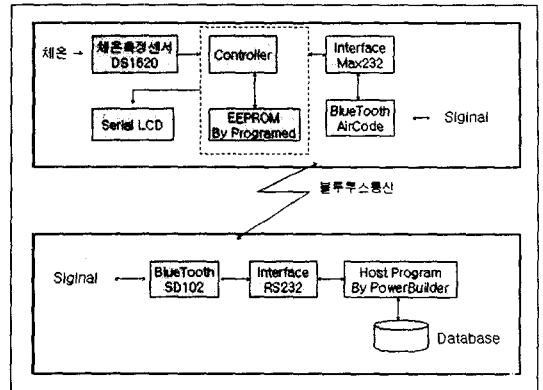 체온 →
체온측정센서
DS1620
Controller
Interface
Max232
Serial LCD
EEPROM
By Programed
BlueTooth
AirCode
Siginal
블루투스통신
Siginal
BlueTooth
SD102
Interface
RS232
Host Program
By PowerBuilder
Database